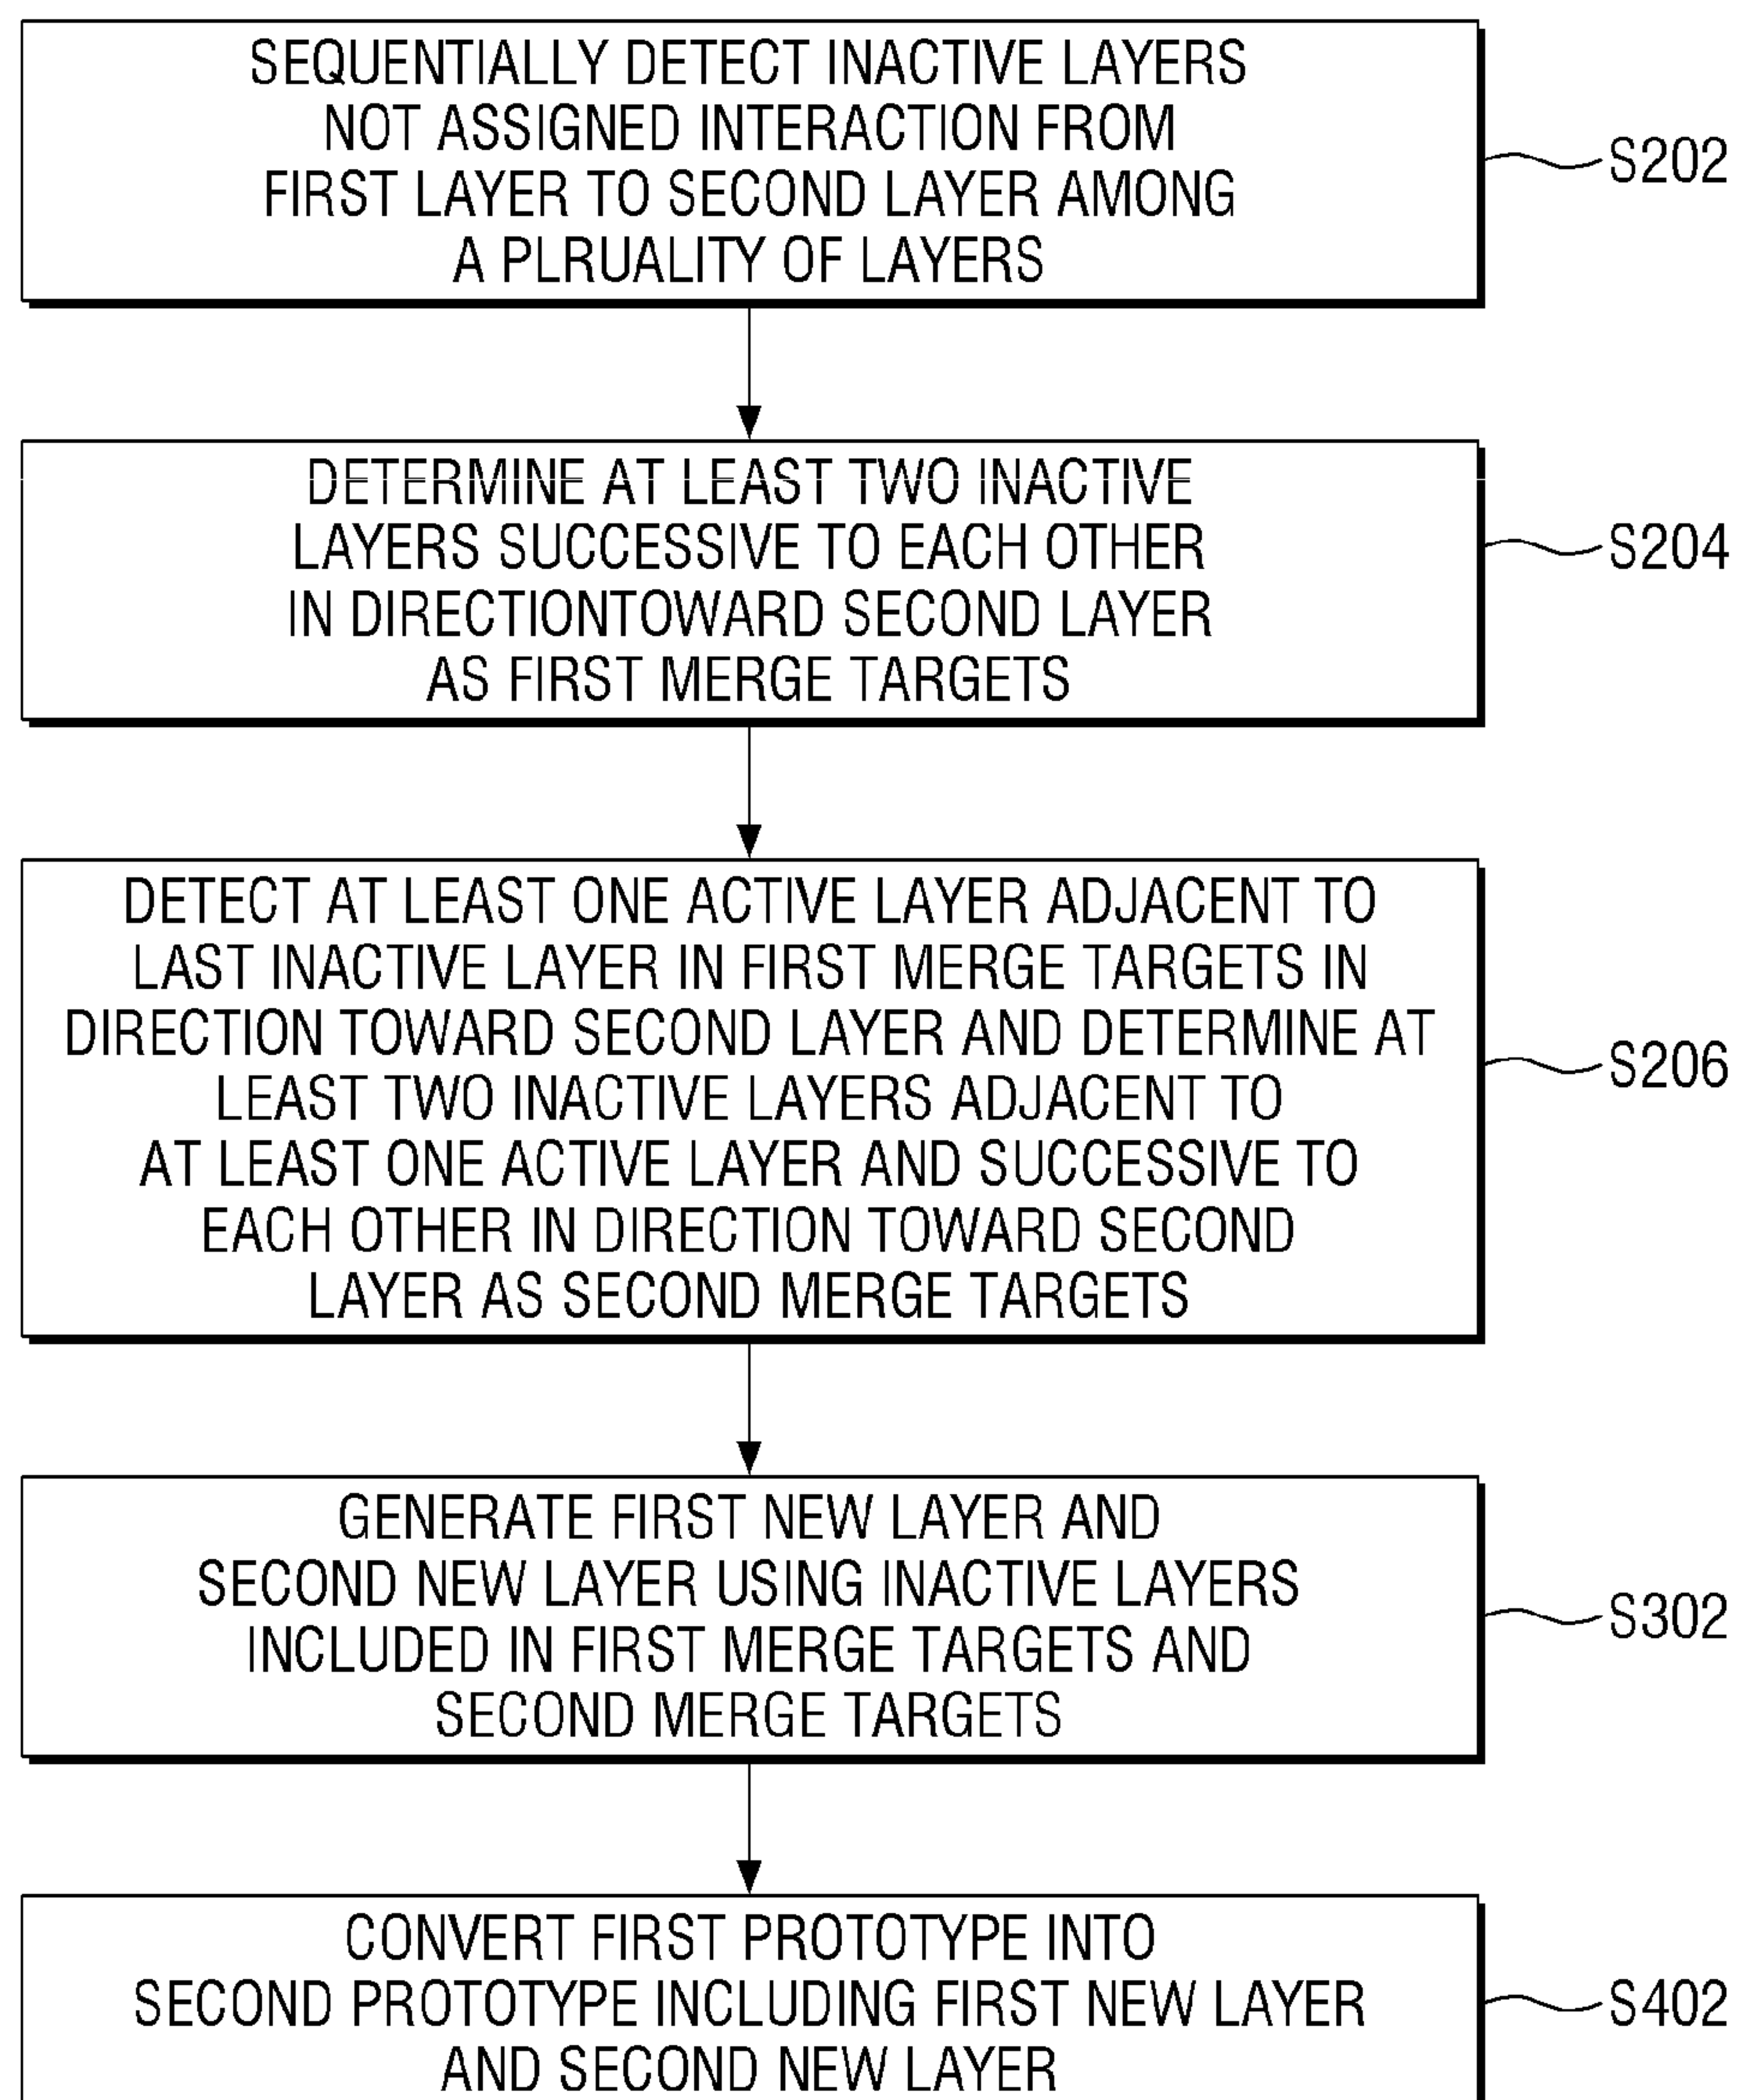 SEQUENTIALLY DETECT INACTIVE LAYERS
NOT ASSIGNED INTERACTION FROM
FIRST LAYER TO SECOND LAYER AMONG
A PLRUALITY OF LAYERS
S202
DETERMINE AT LEAST TWO INACTIVE
LAYERS SUCCESSIVE TO EACH OTHER
IN DIRECTIONTOWARD SECOND LAYER
AS FIRST MERGE TARGETS
S204
DETECT AT LEAST ONE ACTIVE LAYER ADJACENT TO
LAST INACTIVE LAYER IN FIRST MERGE TARGETS IN
DIRECTION TOWARD SECOND LAYER AND DETERMINE AT
LEAST TWO INACTIVE LAYERS ADJACENT TO
AT LEAST ONE ACTIVE LAYER AND SUCCESSIVE TO
EACH OTHER IN DIRECTION TOWARD SECOND
LAYER AS SECOND MERGE TARGETS
S206
GENERATE FIRST NEW LAYER AND
SECOND NEW LAYER USING INACTIVE LAYERS
INCLUDED IN FIRST MERGE TARGETS AND
SECOND MERGE TARGETS
S302
CONVERT FIRST PROTOTYPE INTO
SECOND PROTOTYPE INCLUDING FIRST NEW LAYER
AND SECOND NEW LAYER
S402